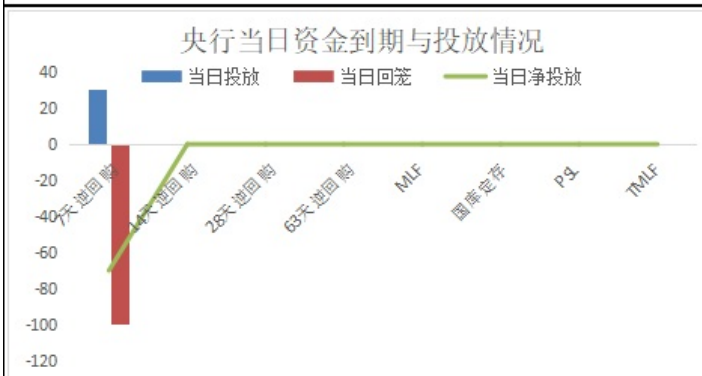 央行当日资金到期与投放情况
当日投放 当日回笼 当日净投放
40
20
0
-20
-40
-60
-80
-100
-120
7天逆回购
14天逆回购
28天逆回购
63天逆回购
MLF
国库定存
PSL
TMLF